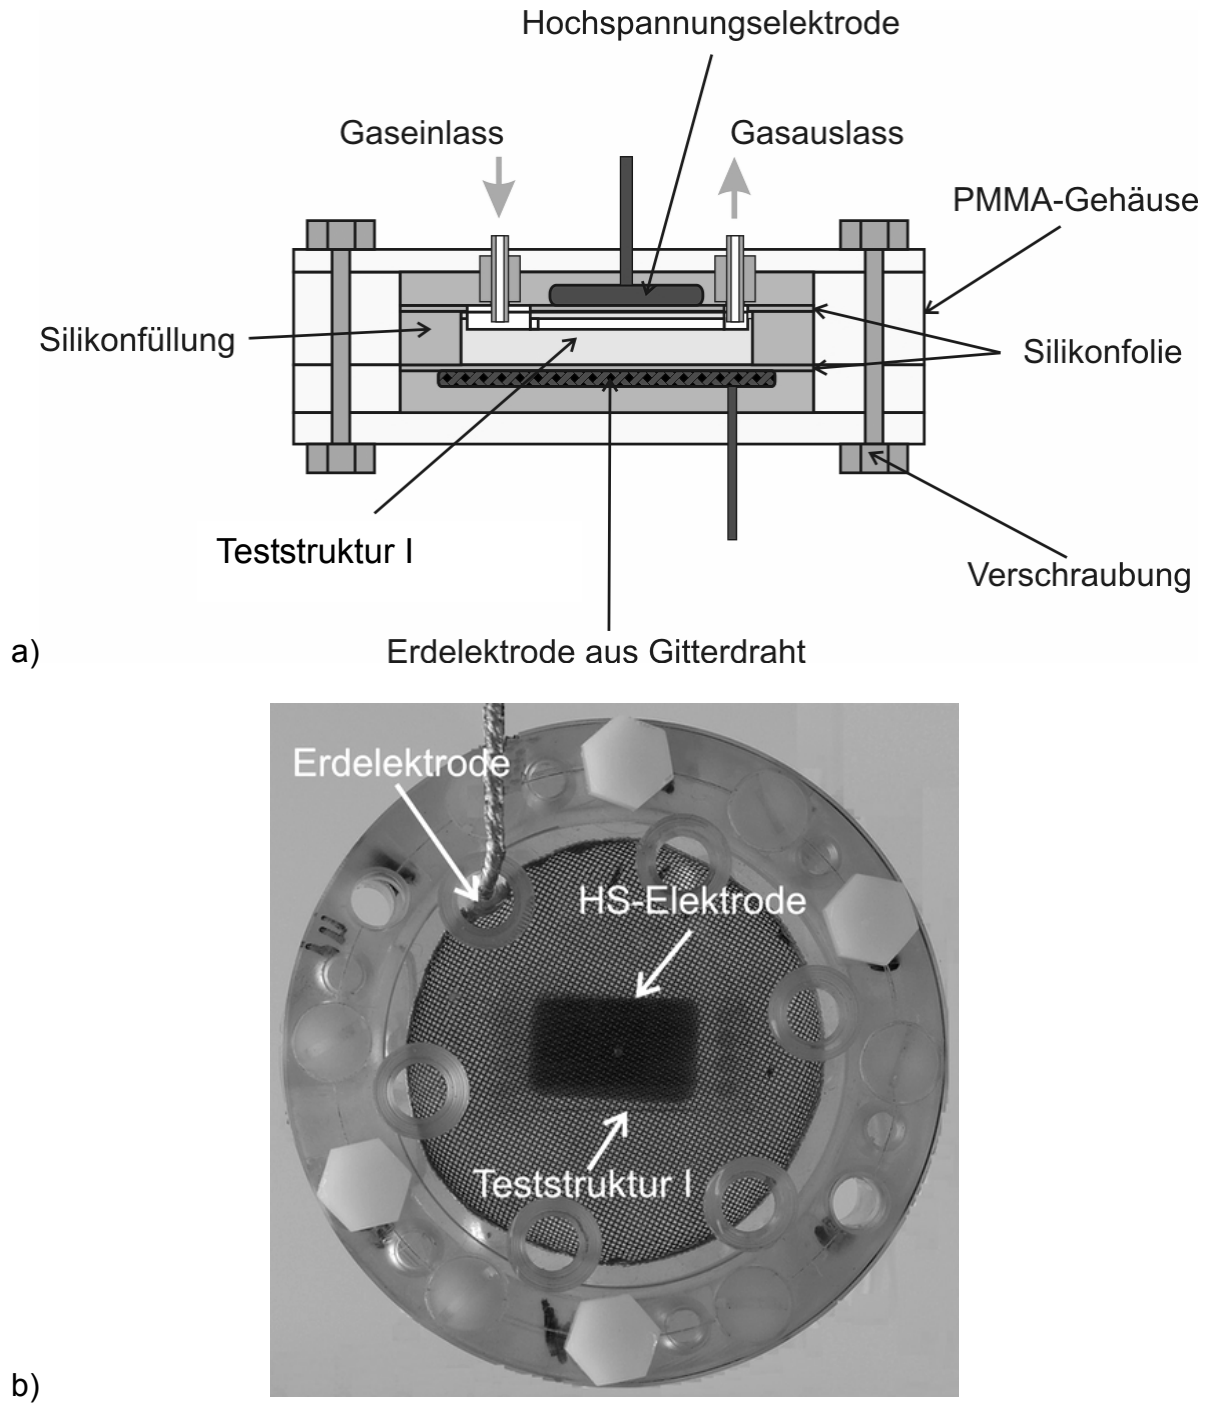 Hochspannungselektrode
Gaseinlass
Gasauslass
PMMA-Gehäuse
Silikonfüllung
Silikonfolie
Teststruktur I
Verschraubung
Erdelektrode aus Gitterdraht
a)
Erdelektrode
HS-Elektrode
Teststruktur I
b)